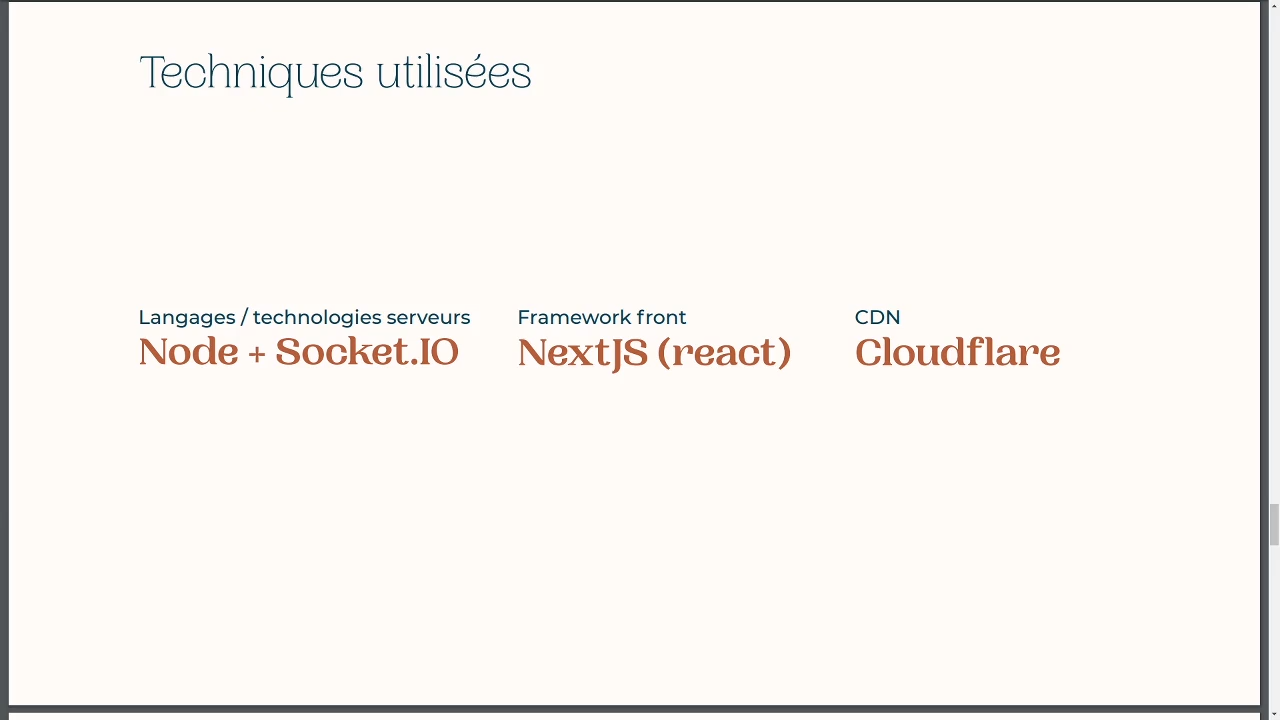 Techniques utilisées
Langages / technologies serveurs
Node + Socket.IO
Framework front
NextJS (react)
CDN
Cloudflare